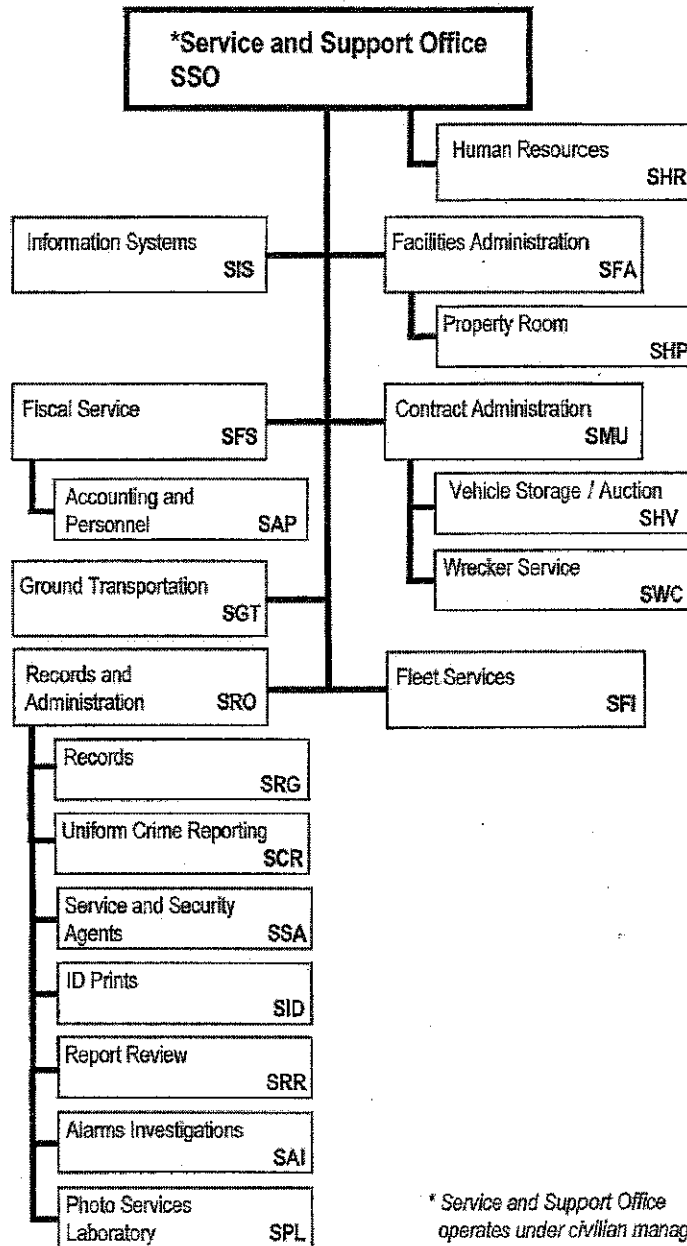 *Service and Support Office
SSO
Human Resources
SHR
Information Systems
SIS
Facilities Administration
SFA
Property Room
SHP
Fiscal Service
SFS
Contract Administration
SMU
Accounting and
Personnel SAP
Vehicle Storage / Auction
SHV
Ground Transportation
SGT
Wrecker Service
SWC
Records and
Administration SRO
Fleet Services
SFI
Records
SRG
Uniform Crime Reporting
SCR
Service and Security
Agents SSA
ID Prints
SID
Report Review
SRR
Alarms Investigations
SAI
Photo Services
Laboratory SPL
* Service and Support Office
operates under civilian